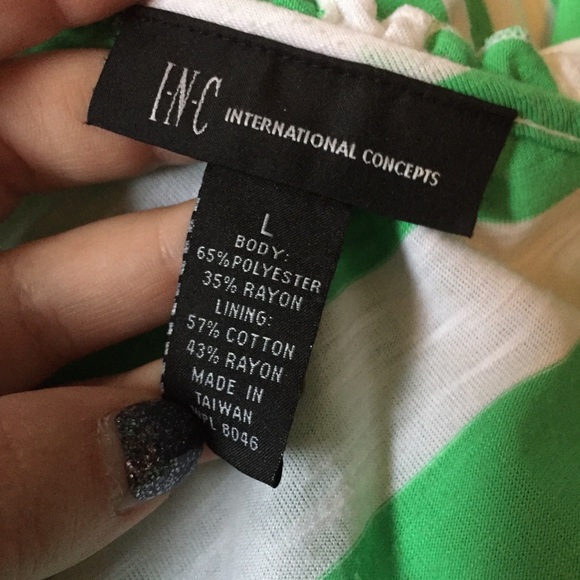 I·N·C INTERNATIONAL CONCEPTS
L
BODY:
65% POLYESTER
35% RAYON
LINING:
57% COTTON
43% RAYON
MADE IN
TAIWAN
8046